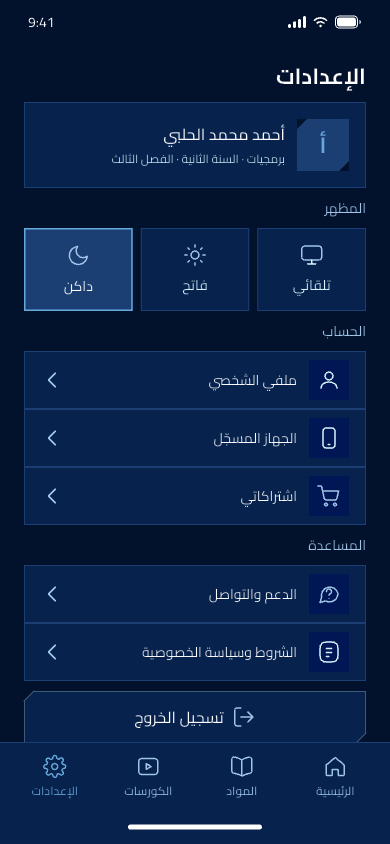 9:41
الإعدادات
أ
أحمد محمد الحلبي
برمجيات · السنة الثانية · الفصل الثالث
المظهر
تلقائي
فاتح
داكن
الحساب
ملفي الشخصي
الجهاز المسجّل
اشتراكاتي
المساعدة
الدعم والتواصل
الشروط وسياسة الخصوصية
تسجيل الخروج
الرئيسية
المواد
الكورسات
الإعدادات